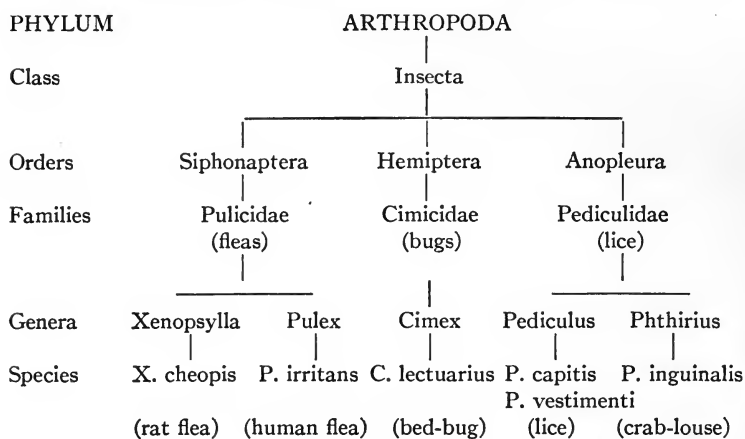 PHYLUM ARTHROPODA
Class Insecta
Orders Siphonaptera Hemiptera Anopleura
Families Pulicidae Cimicidae Pediculidae
(fleas) (bugs) (lice)
Genera Xenopsylla Pulex Cimex Pediculus Phthirius
Species X. cheopis P. irritans C. lectuarius P. capitis P. inguinalis
P. vestimenti
(rat flea) (human flea) (bed-bug) (lice) (crab-louse)